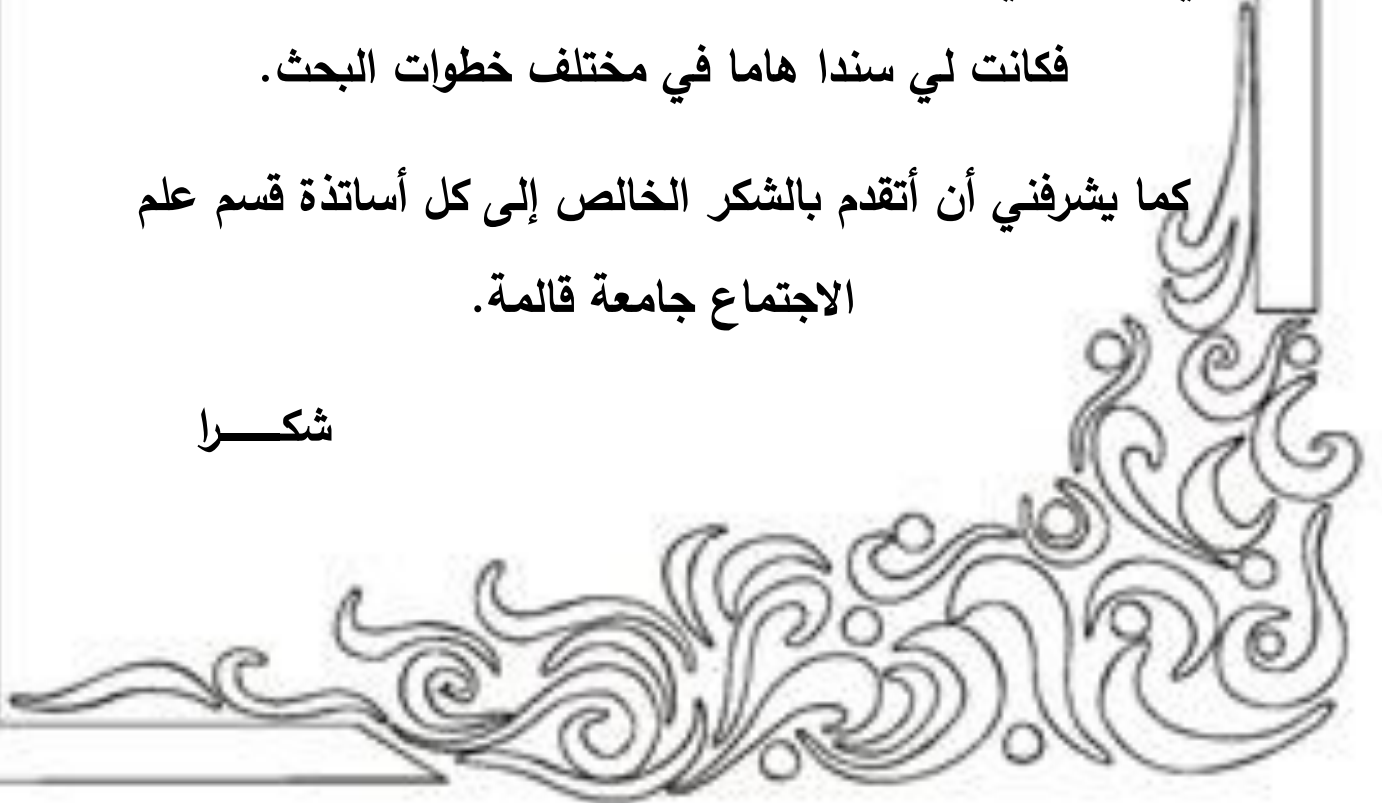 فكانت لي سندا هاما في مختلف خطوات البحث.
كما يشرفني أن أتقدم بالشكر الخالص إلى كل أساتذة قسم علم
الاجتماع جامعة قالمة.
شكـــــرا